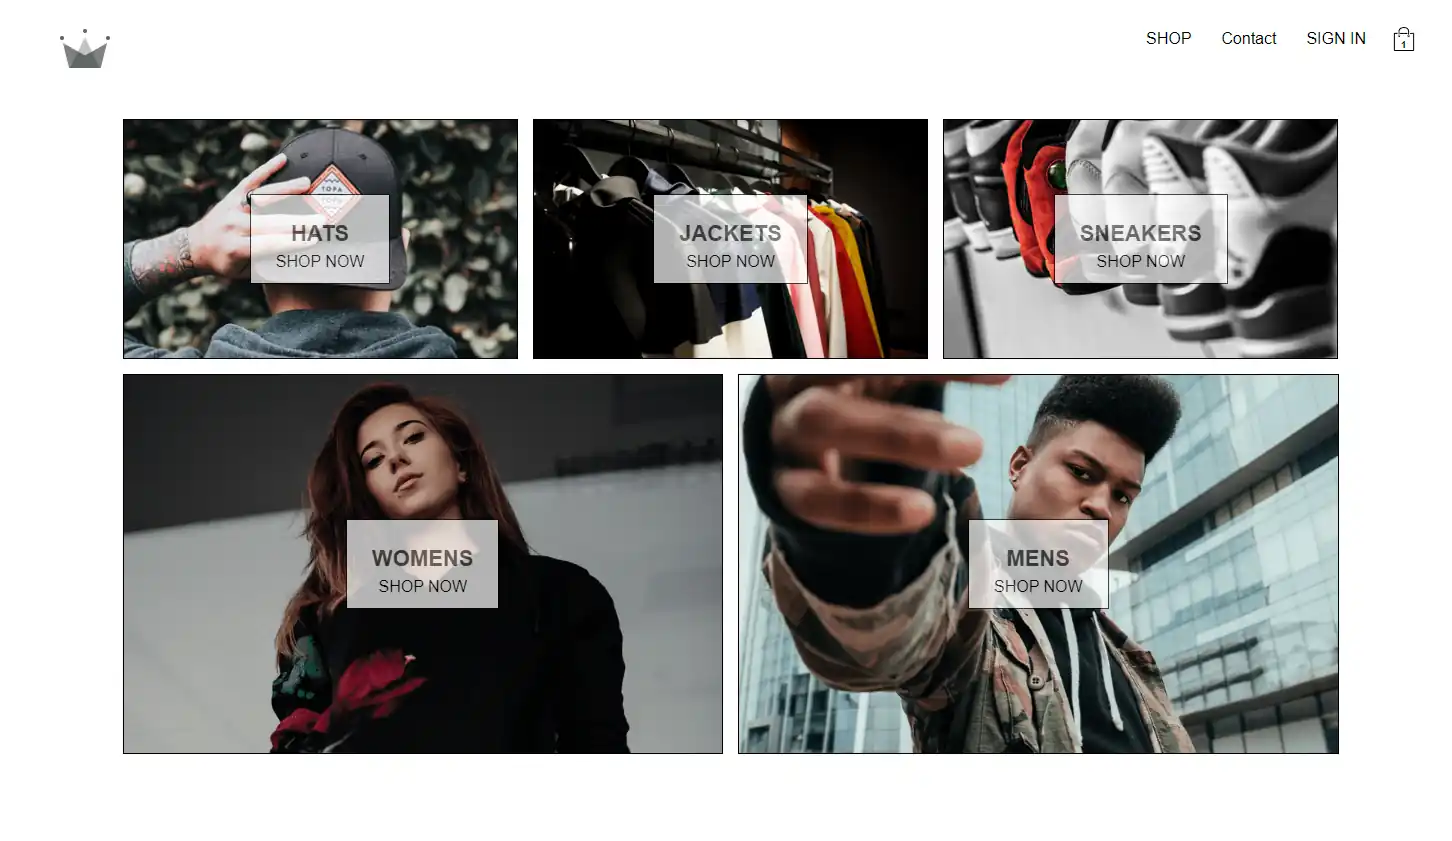 SHOP Contact SIGN IN 1
TOPA
HATS
SHOP NOW
JACKETS
SHOP NOW
SNEAKERS
SHOP NOW
WOMENS
SHOP NOW
MENS
SHOP NOW